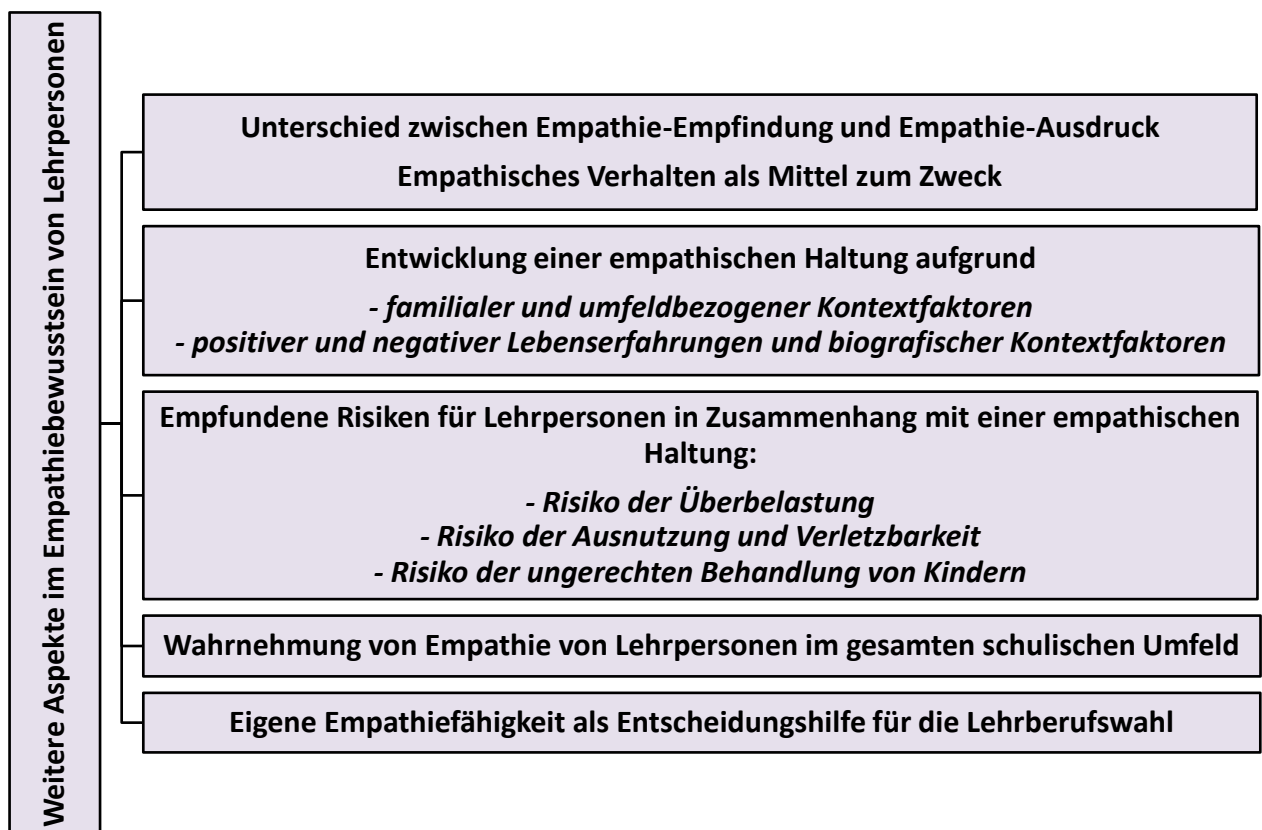 Weitere Aspekte im Empathiebewusstsein von Lehrpersonen
Unterschied zwischen Empathie-Empfindung und Empathie-Ausdruck
Empathisches Verhalten als Mittel zum Zweck
Entwicklung einer empathischen Haltung aufgrund
- familialer und umfeldbezogener Kontextfaktoren
- positiver und negativer Lebenserfahrungen und biografischer Kontextfaktoren
Empfundene Risiken für Lehrpersonen in Zusammenhang mit einer empathischen
Haltung:
- Risiko der Überbelastung
- Risiko der Ausnutzung und Verletzbarkeit
- Risiko der ungerechten Behandlung von Kindern
Wahrnehmung von Empathie von Lehrpersonen im gesamten schulischen Umfeld
Eigene Empathiefähigkeit als Entscheidungshilfe für die Lehrberufswahl